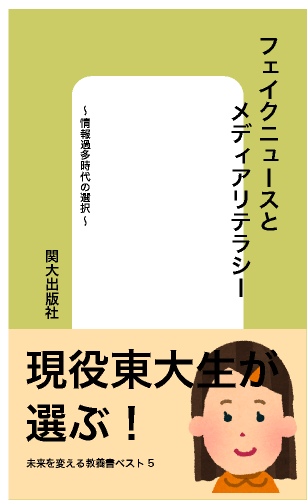 フェイクニュースと
メディアリテラシー
～情報過多時代の選択～
関大出版社
現役東大生が
選ぶ！
未来を変える教養書ベスト５